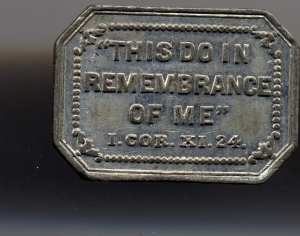 "THIS DO IN
REMEMBRANCE
OF ME"
I. COR. XI. 24.